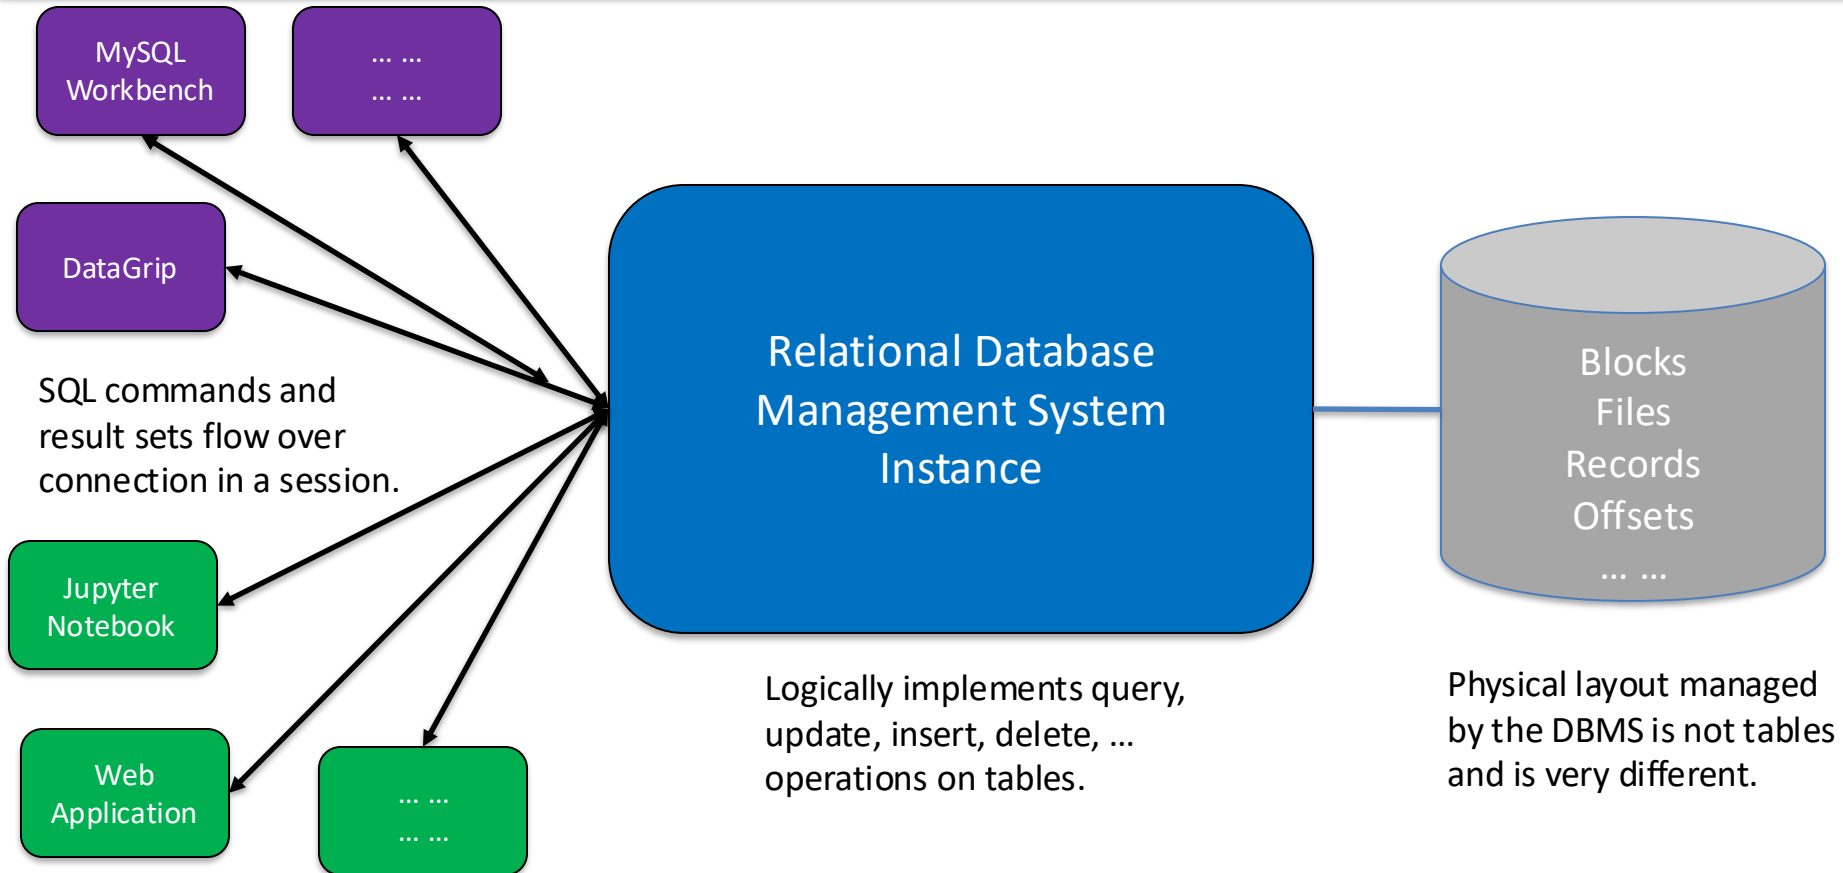 MySQL
Workbench
... ...
... ...
DataGrip
SQL commands and
result sets flow over
connection in a session.
Jupyter
Notebook
Web
Application
... ...
... ...
Relational Database
Management System
Instance
Logically implements query,
update, insert, delete, ...
operations on tables.
Blocks
Files
Records
Offsets
... ...
Physical layout managed
by the DBMS is not tables
and is very different.